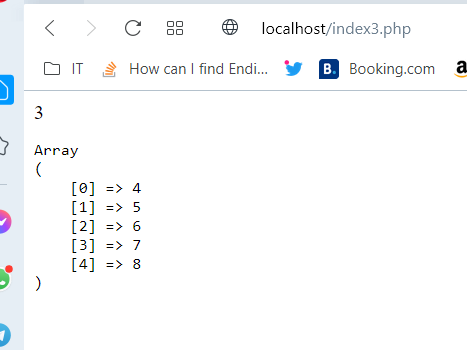 localhost/index3.php
IT How can I find Endi... B. Booking.com a
3
Array
(
[0] => 4
[1] => 5
[2] => 6
[3] => 7
[4] => 8
)